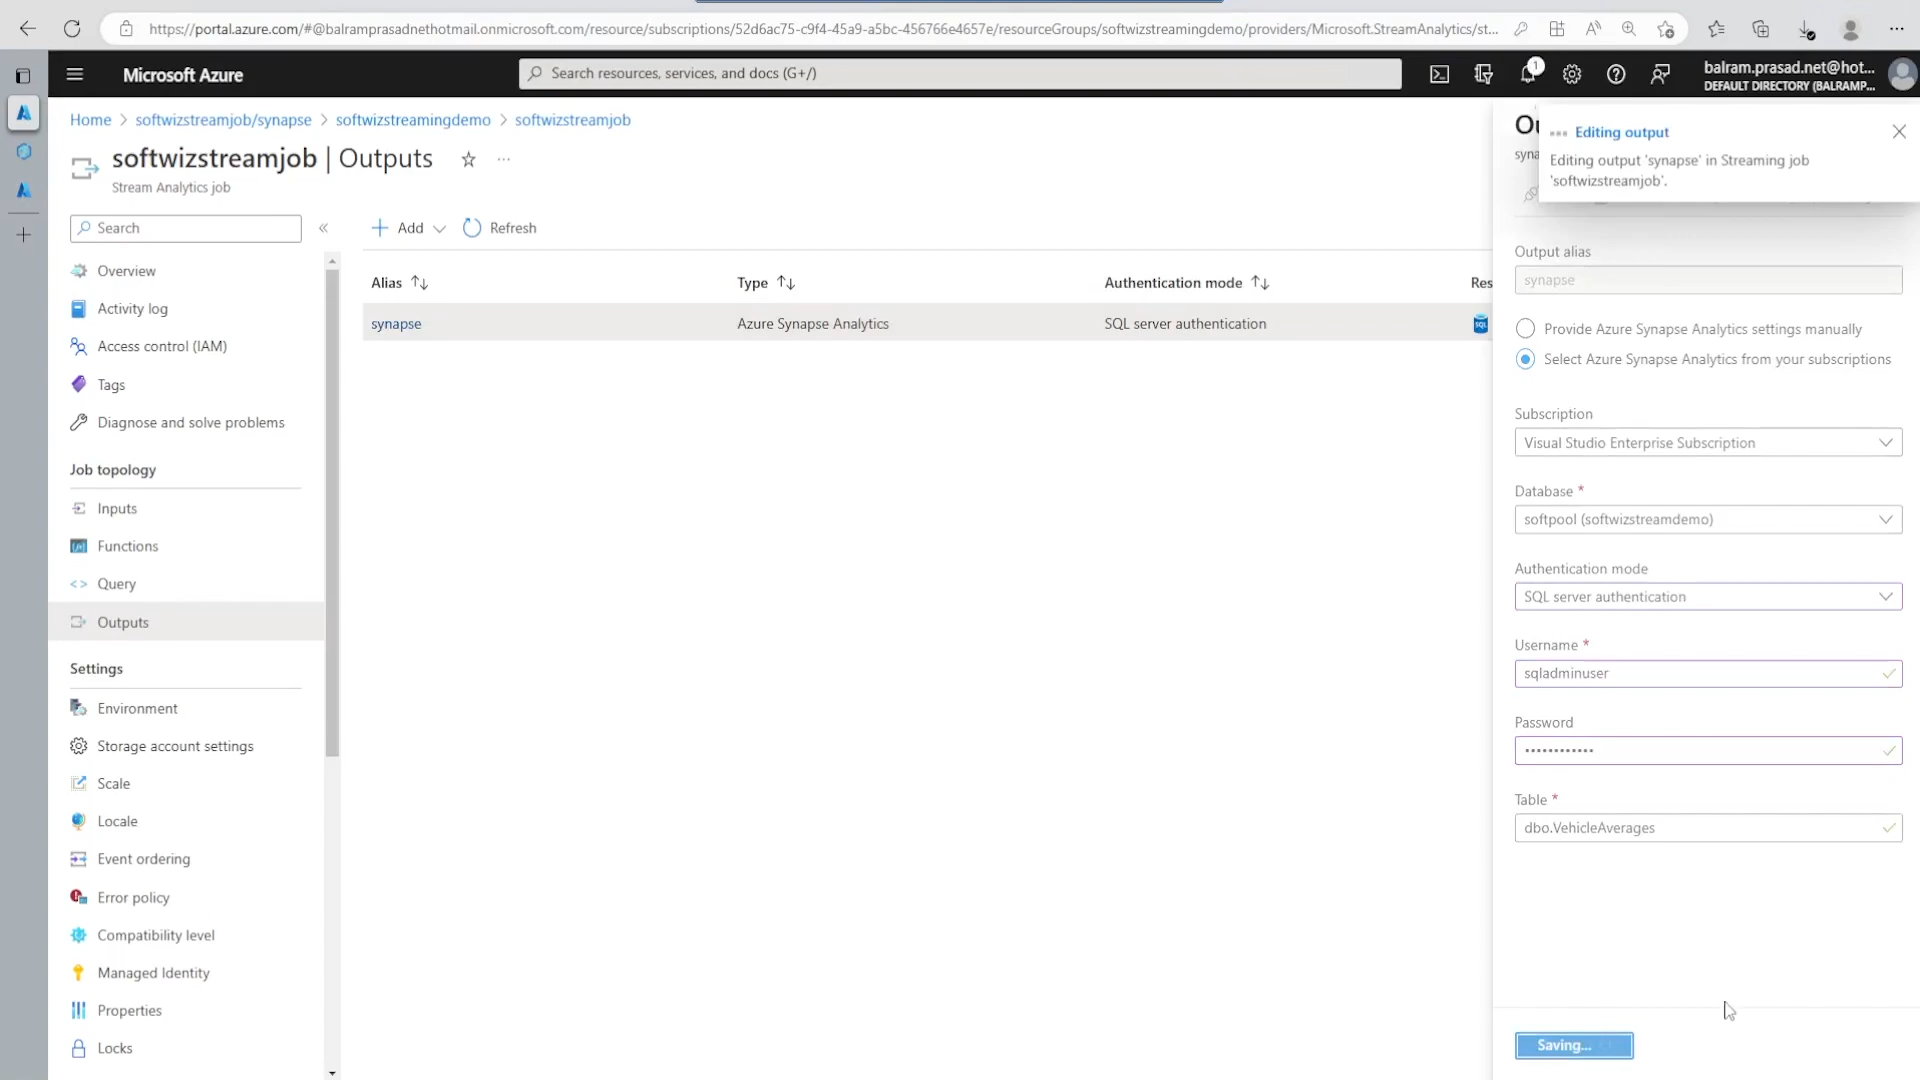 https://portal.azure.com/#@balramprasadnethotmail.onmicrosoft.com/resource/subscriptions/52d6ac75-c9f4-45a9-a5bc-456766e4657e/resourceGroups/softwizstreamingdemo/providers/Microsoft.StreamAnalytics/st...
Microsoft Azure
Search resources, services, and docs (G+/)
1
balram.prasad.net@hot...
DEFAULT DIRECTORY (BALRAMP...
Home > softwizstreamjob/synapse > softwizstreamingdemo > softwizstreamjob
softwizstreamjob | Outputs
Stream Analytics job
Search
Add
Refresh
Overview
Activity log
Access control (IAM)
Tags
Diagnose and solve problems
Job topology
Inputs
Functions
Query
Outputs
Settings
Environment
Storage account settings
Scale
Locale
Event ordering
Error policy
Compatibility level
Managed Identity
Properties
Locks
Alias
Type
Authentication mode
Res
synapse
Azure Synapse Analytics
SQL server authentication
SQL
Ou
syna
Editing output
Editing output 'synapse' in Streaming job
'softwizstreamjob'.
Output alias
synapse
Provide Azure Synapse Analytics settings manually
Select Azure Synapse Analytics from your subscriptions
Subscription
Visual Studio Enterprise Subscription
Database *
softpool (softwizstreamdemo)
Authentication mode
SQL server authentication
Username *
sqladminuser
Password
••••••••••••
Table *
dbo.VehicleAverages
Saving...